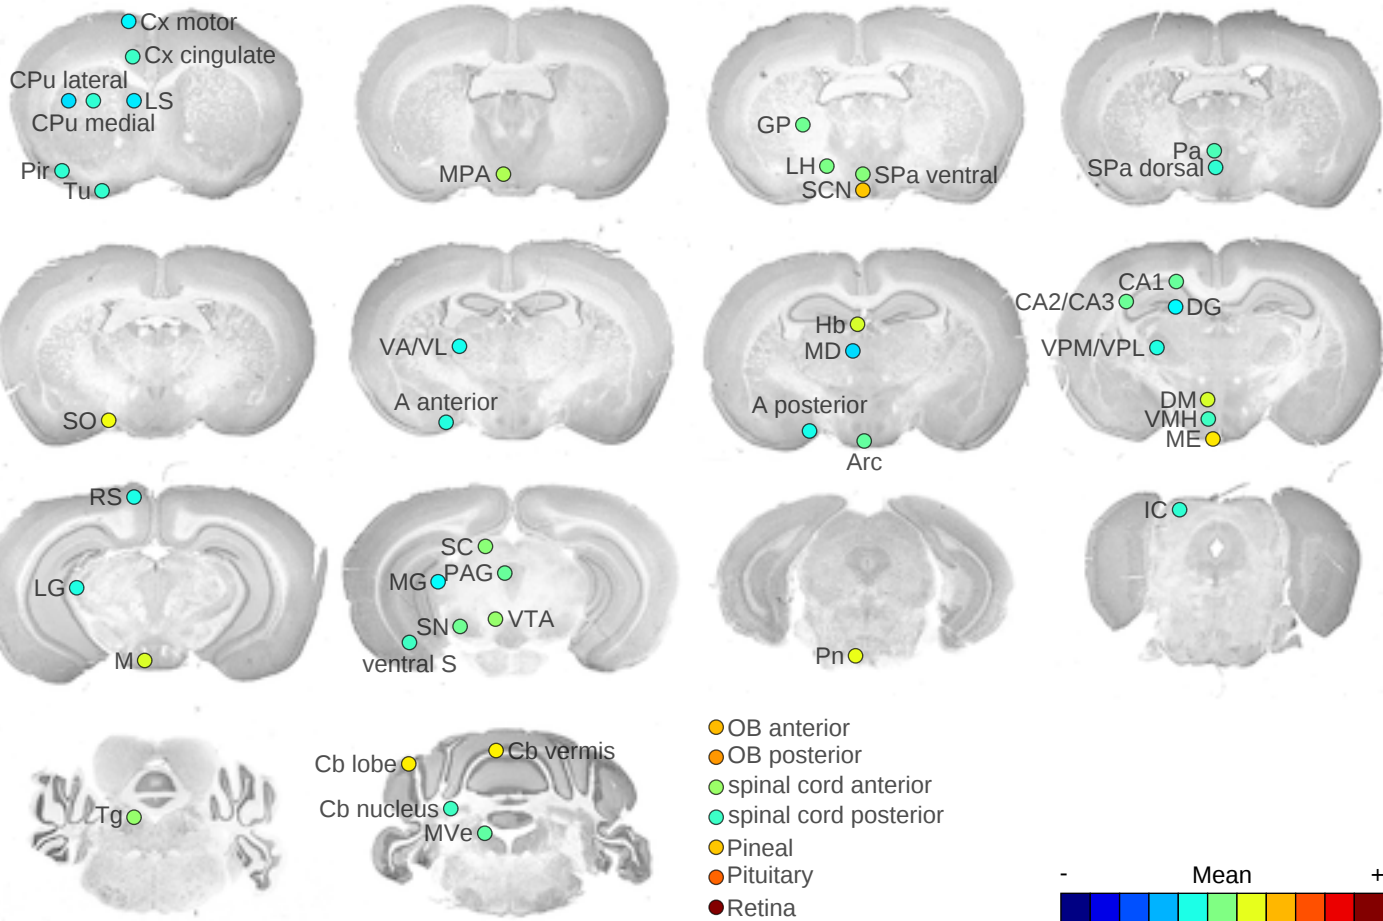 Cx motor
Cx cingulate
CPu lateral
LS
CPu medial
Pir
Tu
MPA
GP
LH
SPa ventral
SCN
Pa
SPa dorsal
SO
VA/VL
A anterior
Hb
MD
A posterior
Arc
CA1
CA2/CA3
DG
VPM/VPL
DM
VMH
ME
RS
LG
M
SC
MG
PAG
SN
VTA
ventral S
Pn
IC
Tg
Cb lobe
Cb vermis
Cb nucleus
MVe
OB anterior
OB posterior
spinal cord anterior
spinal cord posterior
Pineal
Pituitary
Retina
- Mean +